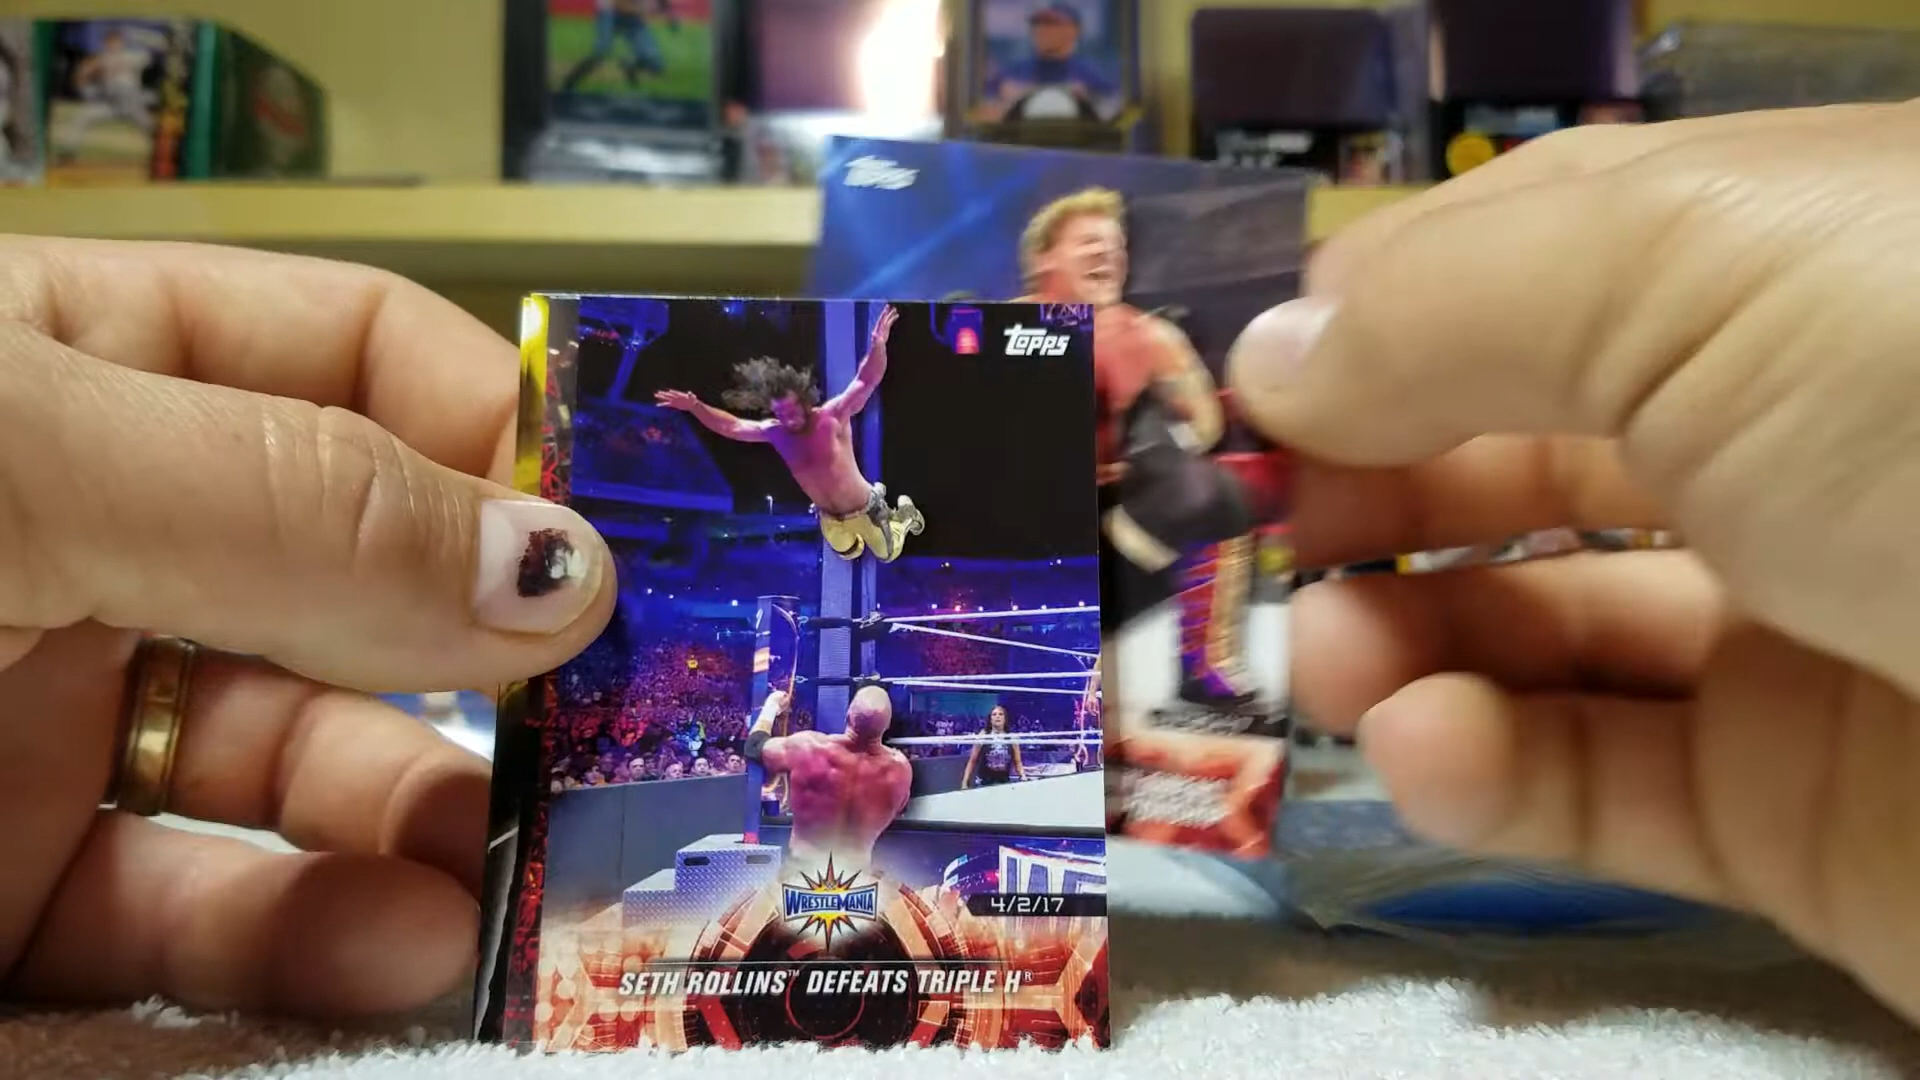 Topps
Topps
WRESTLEMANIA
4/2/17
SETH ROLLINS™ DEFEATS TRIPLE H®